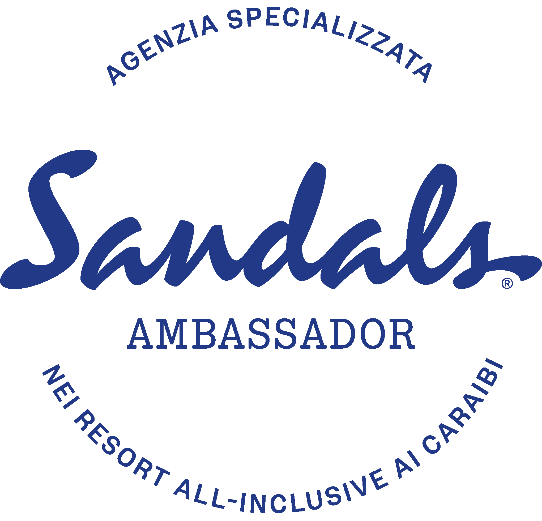 AGENZIA SPECIALIZZATA
Sandals®
AMBASSADOR
NEI RESORT ALL-INCLUSIVE AI CARAIBI